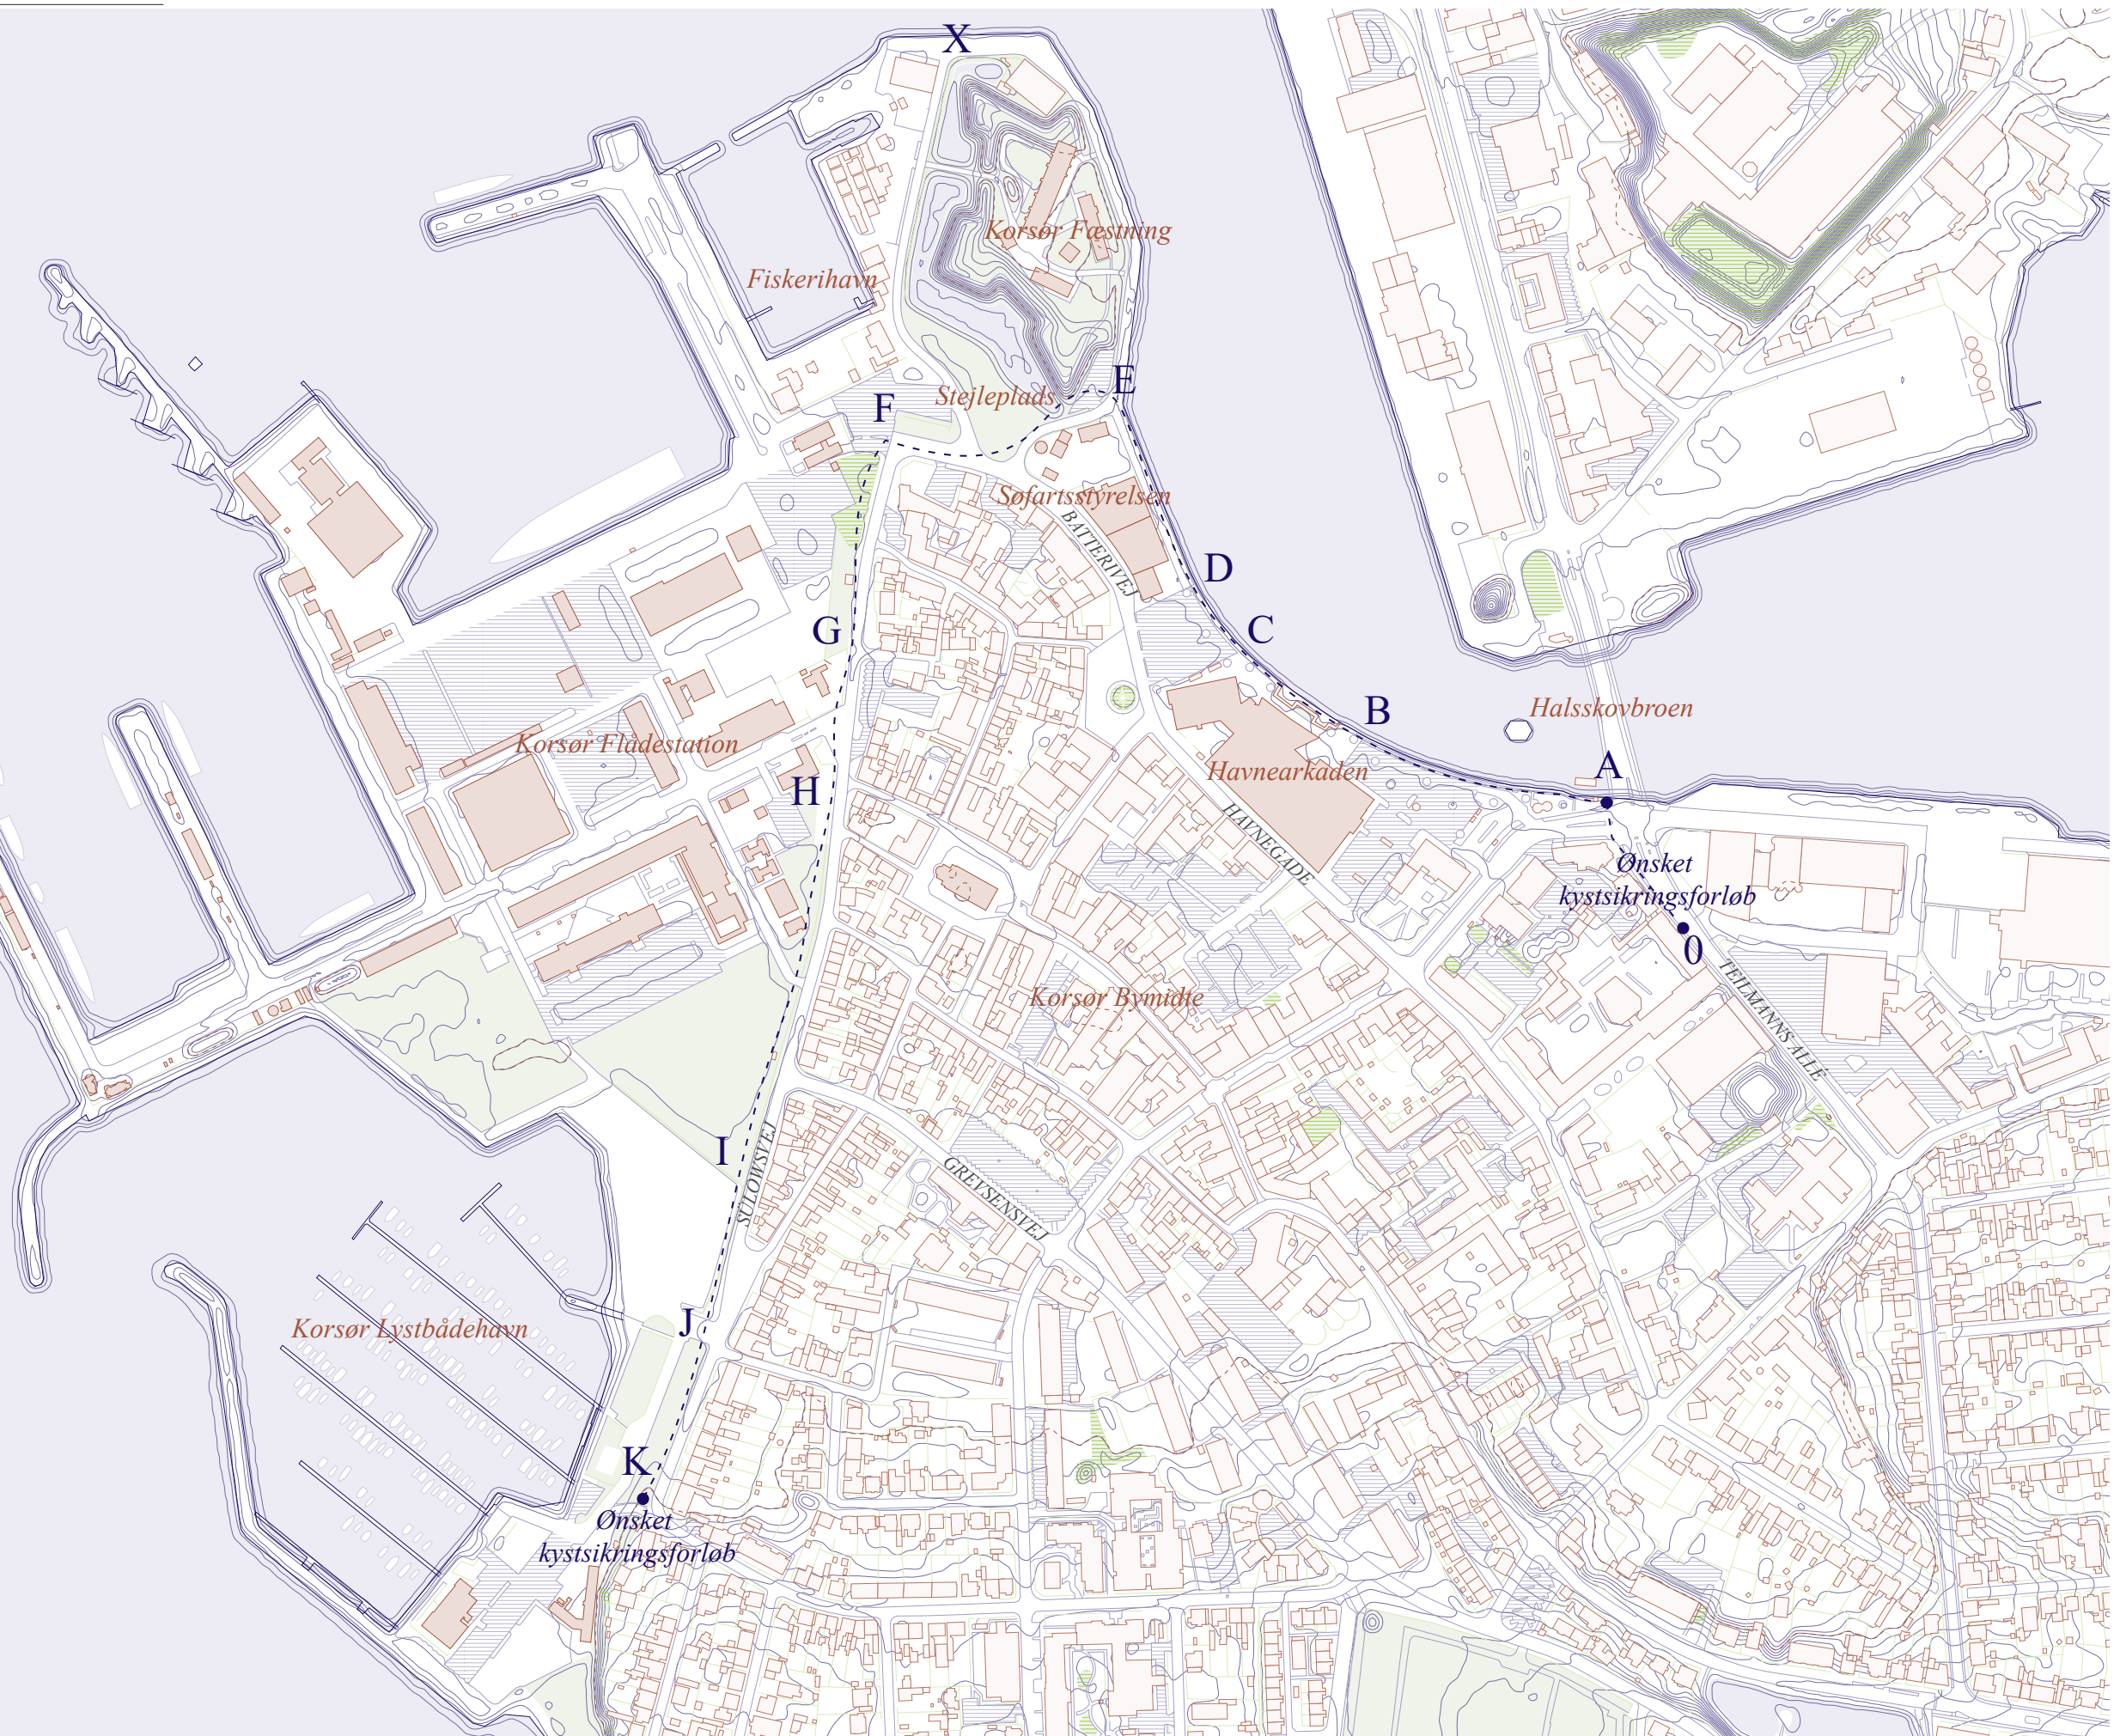 X
Korsør Fæstning
Fiskerihavn
E
Stejleplads
F
Søfartsstyrelsen
BATTERIVEJ
D
C
G
B
Halsskovbroen
Korsør Flådestation
A
Havnearkaden
H
HAVNEGADE
Ønsket
kystsikringsforløb
0
TEILMANNS ALLÉ
Korsør Bymidte
I
SÜLOWSVEJ
GREVSENSVEJ
J
Korsør Lystbådehavn
K
Ønsket
kystsikringsforløb